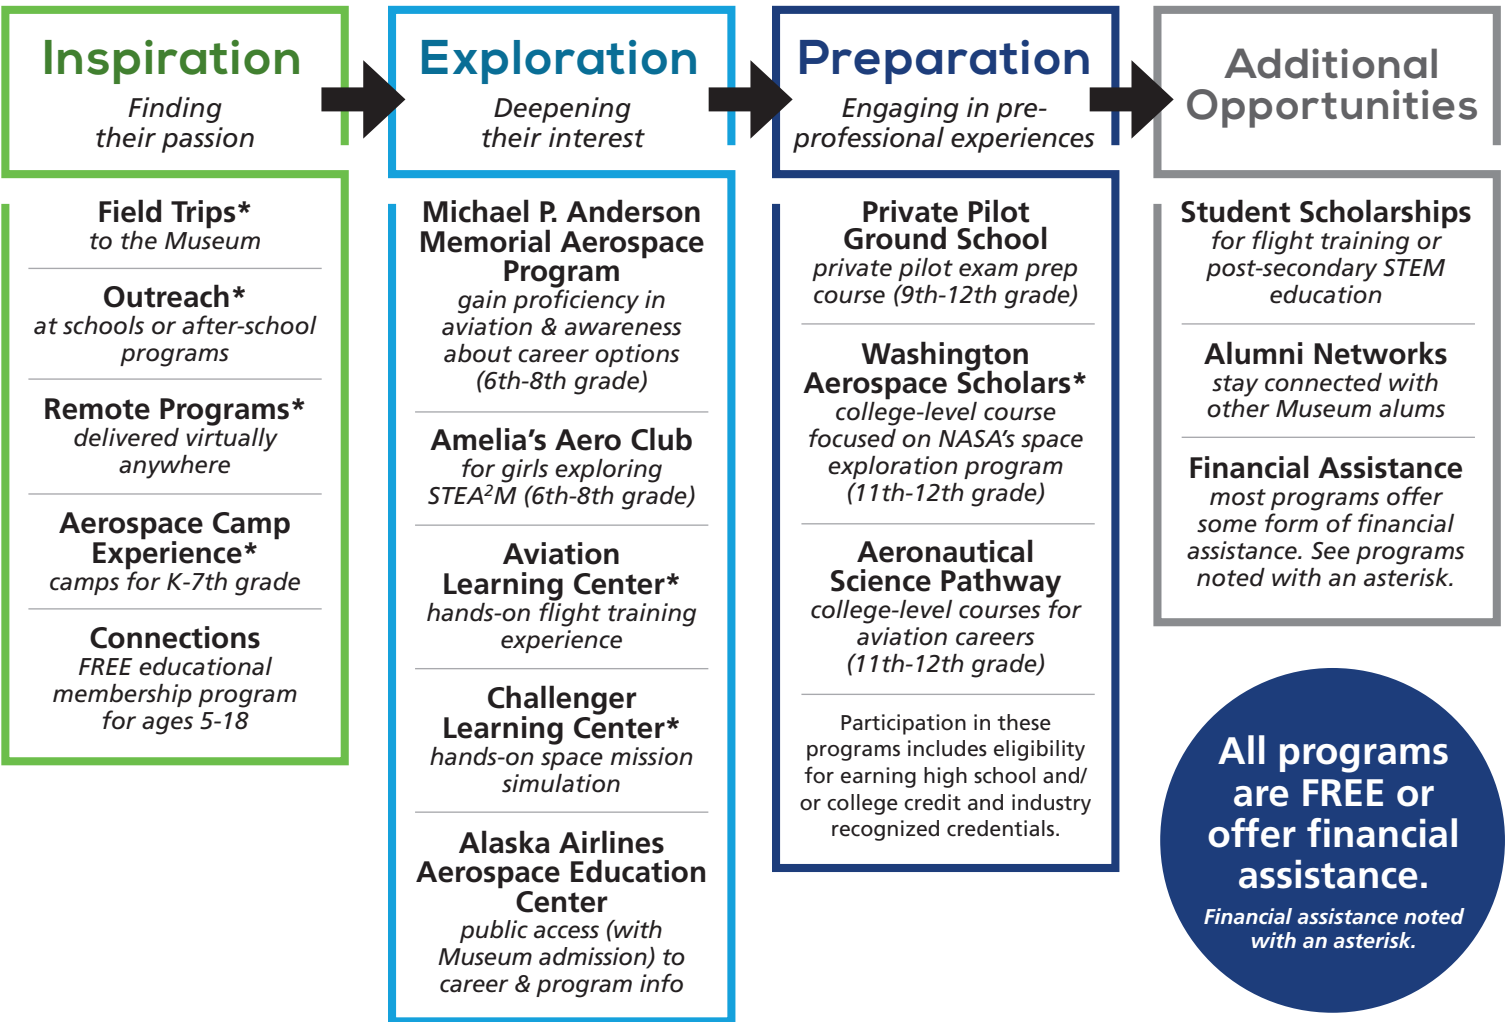 Inspiration
Finding
their passion
Field Trips*
to the Museum
Outreach*
at schools or after-school
programs
Remote Programs*
delivered virtually
anywhere
Aerospace Camp
Experience*
camps for K-7th grade
Connections
FREE educational
membership program
for ages 5-18
Exploration
Deepening
their interest
Michael P. Anderson
Memorial Aerospace
Program
gain proficiency in
aviation & awareness
about career options
(6th-8th grade)
Amelia’s Aero Club
for girls exploring
STEA²M (6th-8th grade)
Aviation
Learning Center*
hands-on flight training
experience
Challenger
Learning Center*
hands-on space mission
simulation
Alaska Airlines
Aerospace Education
Center
public access (with
Museum admission) to
career & program info
Preparation
Engaging in pre-
professional experiences
Private Pilot
Ground School
private pilot exam prep
course (9th-12th grade)
Washington
Aerospace Scholars*
college-level course
focused on NASA’s space
exploration program
(11th-12th grade)
Aeronautical
Science Pathway
college-level courses for
aviation careers
(11th-12th grade)
Participation in these
programs includes eligibility
for earning high school and/
or college credit and industry
recognized credentials.
Additional
Opportunities
Student Scholarships
for flight training or
post-secondary STEM
education
Alumni Networks
stay connected with
other Museum alums
Financial Assistance
most programs offer
some form of financial
assistance. See programs
noted with an asterisk.
All programs
are FREE or
offer financial
assistance.
Financial assistance noted
with an asterisk.